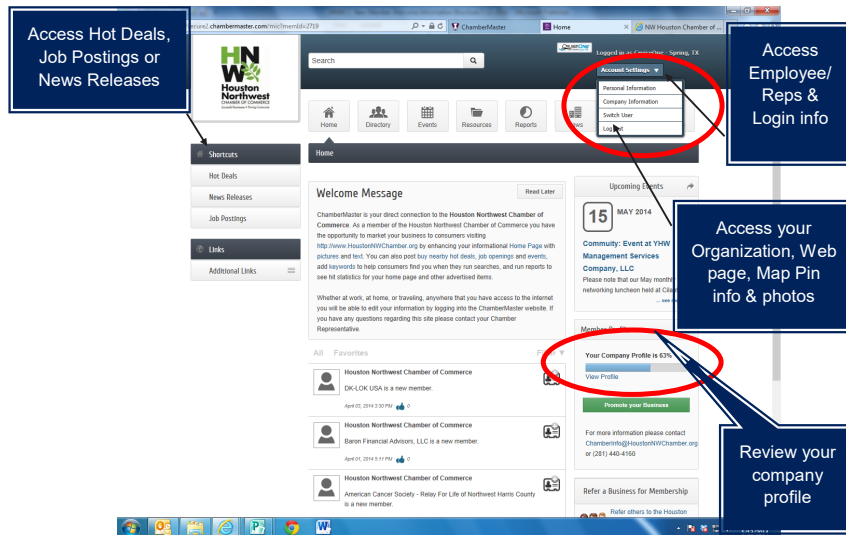 Access Hot Deals,
Job Postings or
News Releases
.chambermaster.com/mic?memId=2719
ChamberMaster
Home
NW Houston Chamber of ...
HN
W
Houston
Northwest
CHAMBER OF COMMERCE
Search
CruiseOne
Logged in as CruiseOne - Spring, TX
Account Settings
Personal Information
Company Information
Switch User
Access
Employee/
Reps &
Login info
Home
Directory
Events
Resources
Reports
Shortcuts
Hot Deals
News Releases
Job Postings
Links
Additional Links
Home
Welcome Message
Read Later
ChamberMaster is your direct connection to the Houston Northwest Chamber of
Commerce. As a member of the Houston Northwest Chamber of Commerce you have
the opportunity to market your business to consumers visiting
http://www.HoustonNWChamber.org by enhancing your informational Home Page with
pictures and text. You can also post buy nearby hot deals, job openings and events,
add keywords to help consumers find you when they run searches, and run reports to
see hit statistics for your home page and other advertised items.
Whether at work, at home, or traveling, anywhere that you have access to the internet
you will be able to edit your information by logging into the ChamberMaster website. If
you have any questions regarding this site please contact your Chamber
Representative.
All Favorites
Houston Northwest Chamber of Commerce
DK-LOK USA is a new member.
April 03, 2014 3:30 PM 0
Houston Northwest Chamber of Commerce
Baron Financial Advisors, LLC is a new member.
April 01, 2014 5:11 PM 0
Houston Northwest Chamber of Commerce
American Cancer Society - Relay For Life of Northwest Harris County
is a new member.
Upcoming Events
15 MAY 2014
Commuity: Event at YHW
Management Services
Company, LLC
Please note that our May month
networking luncheon held at
Access your
Organization, Web
page, Map Pin
info & photos
Your Company Profile is 63%
View Profile
Promote your Business
For more information please contact
ChamberInfo@HoustonNWChamber.org
or (281) 440-4160
Review your
company
profile
Refer a Business for Membership
Refer others to the Houston